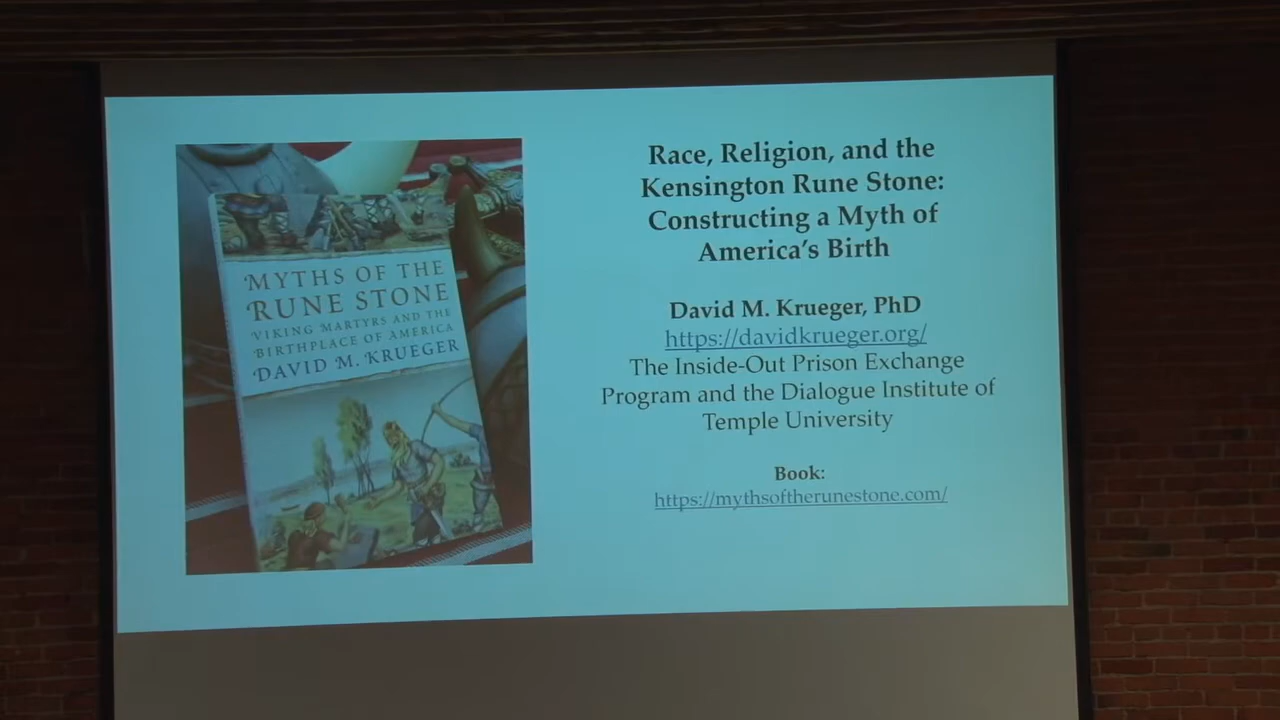 MYTHS OF THE
RUNE STONE
VIKING MARTYRS AND THE
BIRTHPLACE OF AMERICA
DAVID M. KRUEGER
Race, Religion, and the
Kensington Rune Stone:
Constructing a Myth of
America's Birth
David M. Krueger, PhD
https://davidkrueger.org/
The Inside-Out Prison Exchange
Program and the Dialogue Institute of
Temple University
Book:
https://mythsoftherunestone.com/